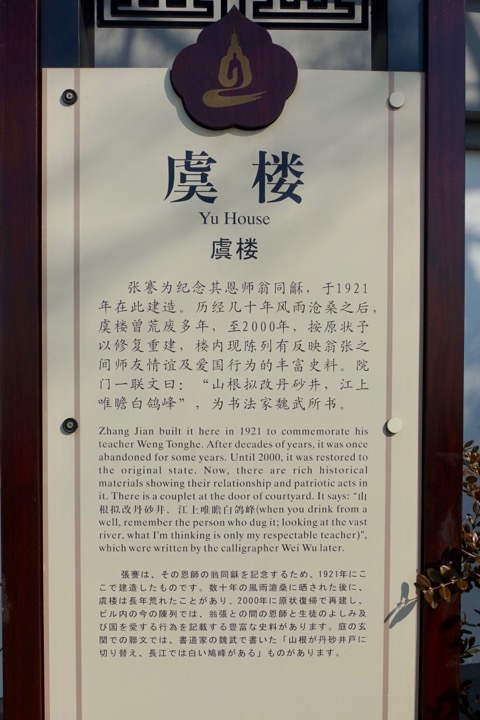 虞楼
Yu House
虞楼
张謇为纪念其恩师翁同龢，于1921
年在此建造。历经几十年风雨沧桑之后，
虞楼曾荒废多年，至2000年，按原状予
以修复重建，楼内现陈列有反映翁张之
间师友情谊及爱国行为的丰富史料。院
门一联文曰：“山根拟改丹砂井，江上
唯瞻白鸽峰”，为书法家魏武所书。
Zhang Jian built it here in 1921 to commemorate his
teacher Weng Tonghe. After decades of years, it was once
abandoned for some years. Until 2000, it was restored to
the original state. Now, there are rich historical
materials showing their relationship and patriotic acts in
it. There is a couplet at the door of courtyard. It says: "山
根拟改丹砂井，江上唯瞻白鸽峰(when you drink from a
well, remember the person who dug it; looking at the vast
river, what I'm thinking is only my respectable teacher)",
which were written by the calligrapher Wei Wu later.
張謇は、その恩師の翁同龢を記念するため、1921年にこ
こで建造したものです。数十年の風雨滄桑に晒された後に、
虞楼は長年荒れたことがあり、2000年に原状復帰で再建し、
ビル内の今の陳列では、翁張との間の恩師と生徒のよしみ及
び国を愛する行為を記載する豊富な史料があります。庭の玄
関での聯文では、書道家の魏武で書いた「山根が丹砂井戸に
切り替え、長江では白い鳩峰がある」ものがあります。